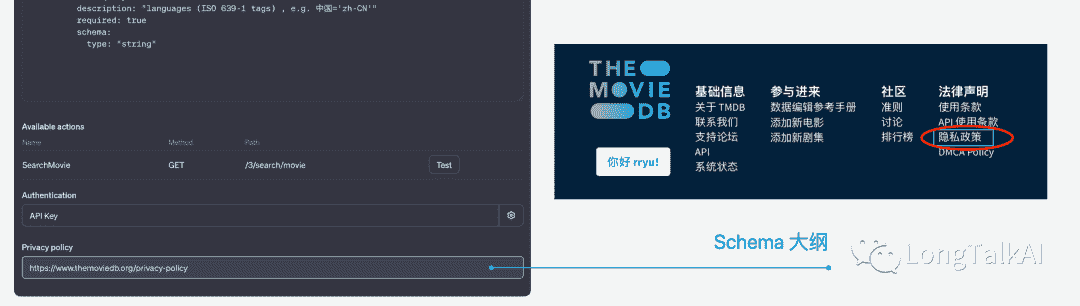 description: "languages (ISO 639-1 tags) , e.g. 中国='zh-CN'"
required: true
schema:
type: "string"
Available actions
Name Method Path
SearchMovie GET /3/search/movie Test
Authentication
API Key
Privacy policy
https://www.themoviedb.org/privacy-policy
THE
MOVIE
DB
你好 rryu!
基础信息
关于 TMDB
联系我们
支持论坛
API
系统状态
参与进来
数据编辑参考手册
添加新电影
添加新剧集
社区
准则
讨论
排行榜
法律声明
使用条款
API 使用条款
隐私政策
DMCA Policy
Schema 大纲
LongTalkAI